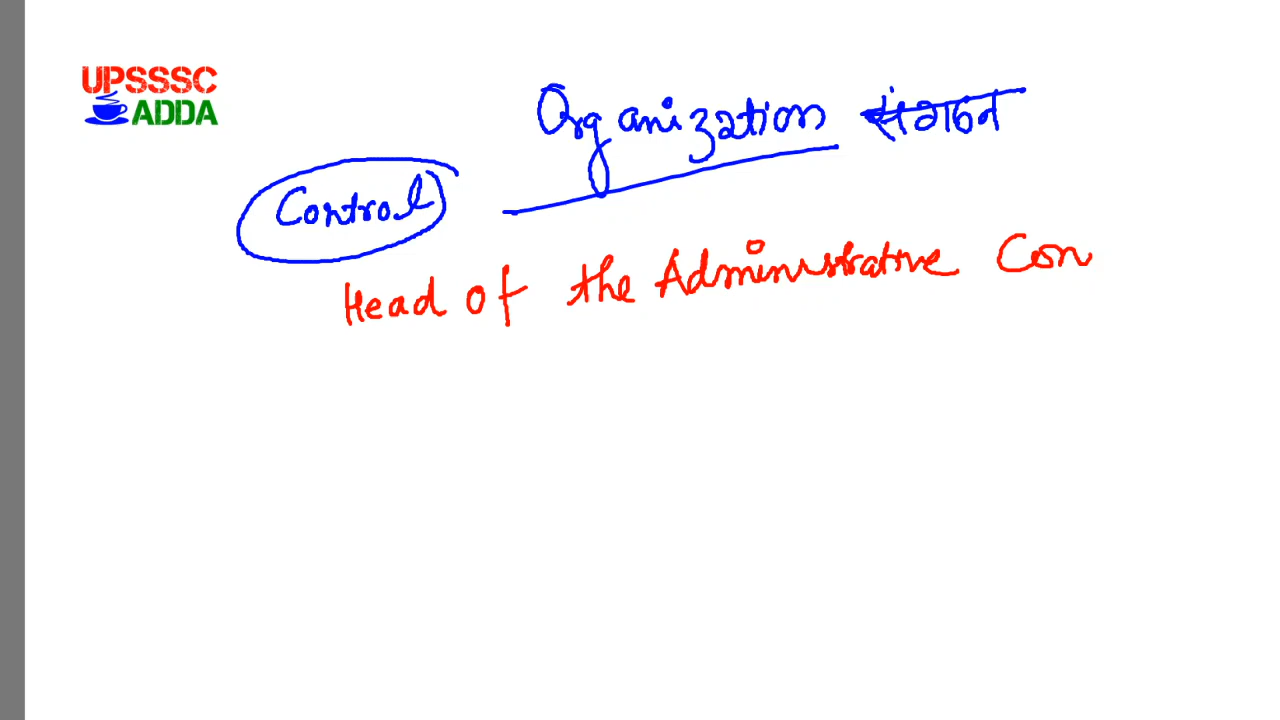 UPSSSC
ADDA
Organization संगठन
Control
Head of the Administrative Con